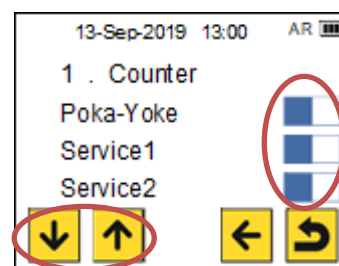 13-Sep-2019 13:00 AR
1 . Counter
Poka-Yoke
Service1
Service2